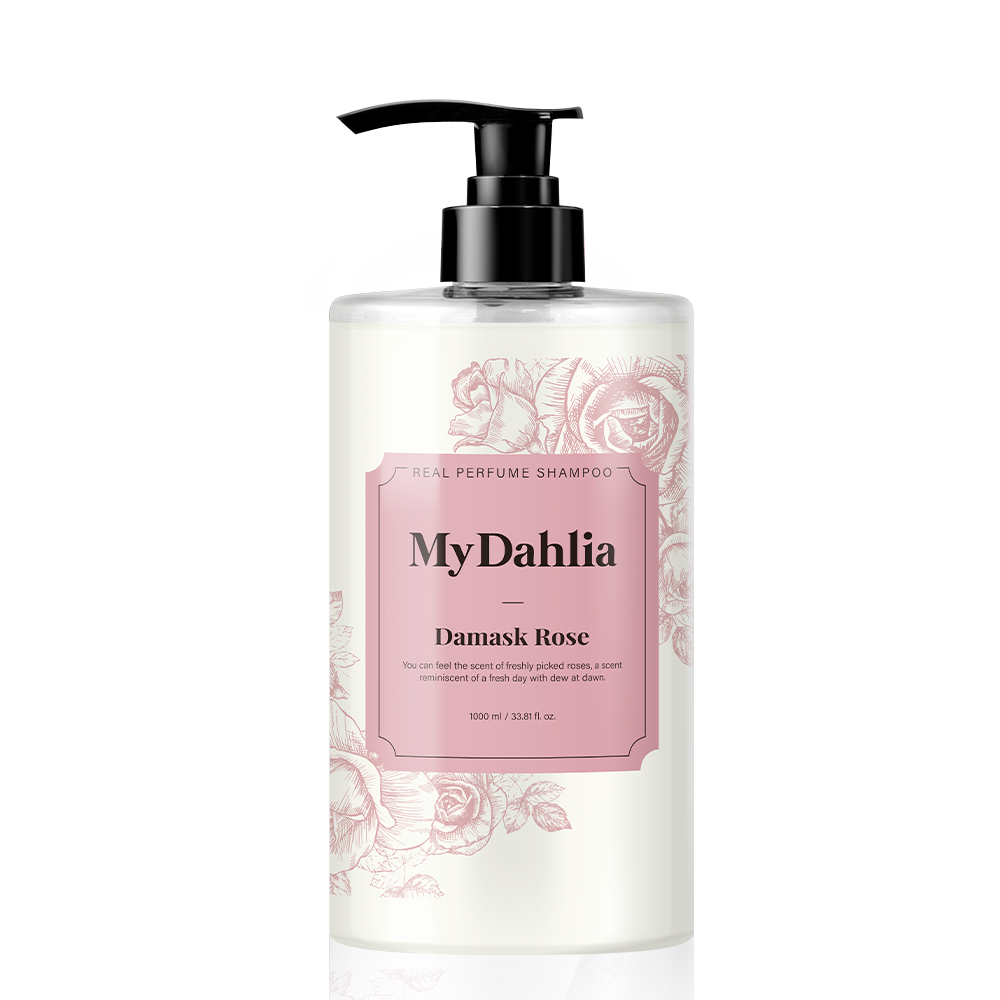 REAL PERFUME SHAMPOO
MyDahlia
Damask Rose
You can feel the scent of freshly picked roses, a scent
reminiscent of a fresh day with dew at dawn.
1000 ml / 33.81 fl. oz.